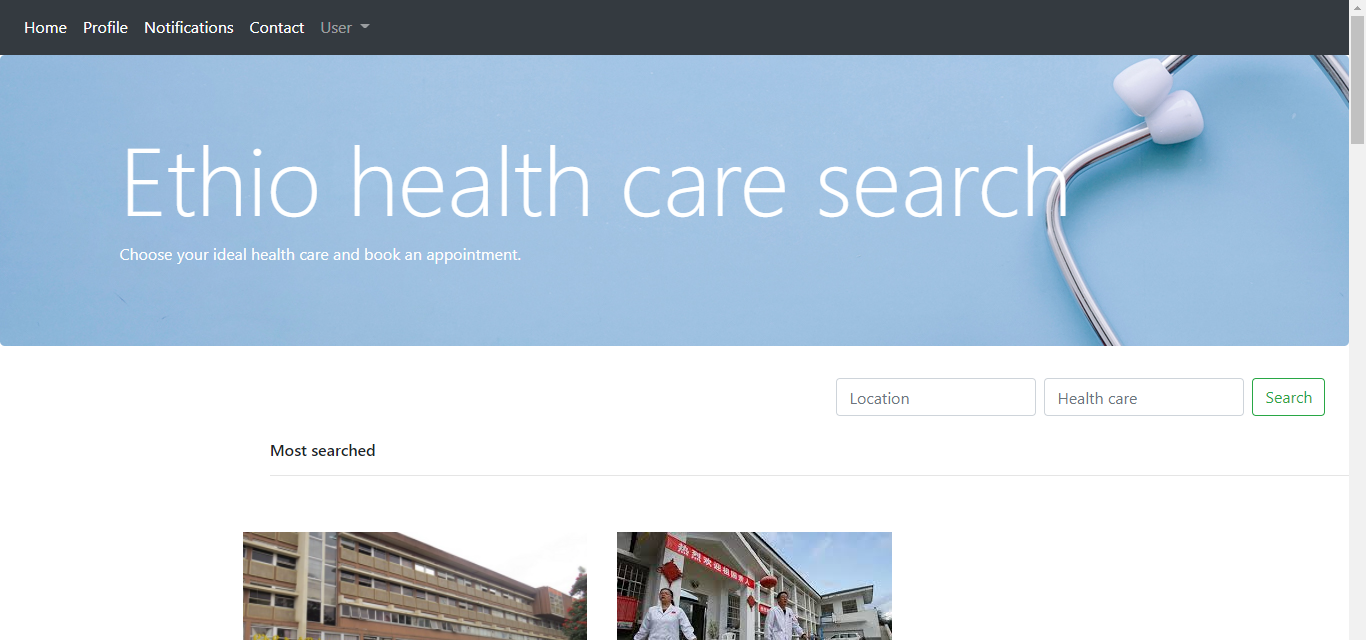 Home Profile Notifications Contact User
Ethio health care search
Choose your ideal health care and book an appointment.
Location Health care Search
Most searched
热烈欢迎祖国亲人